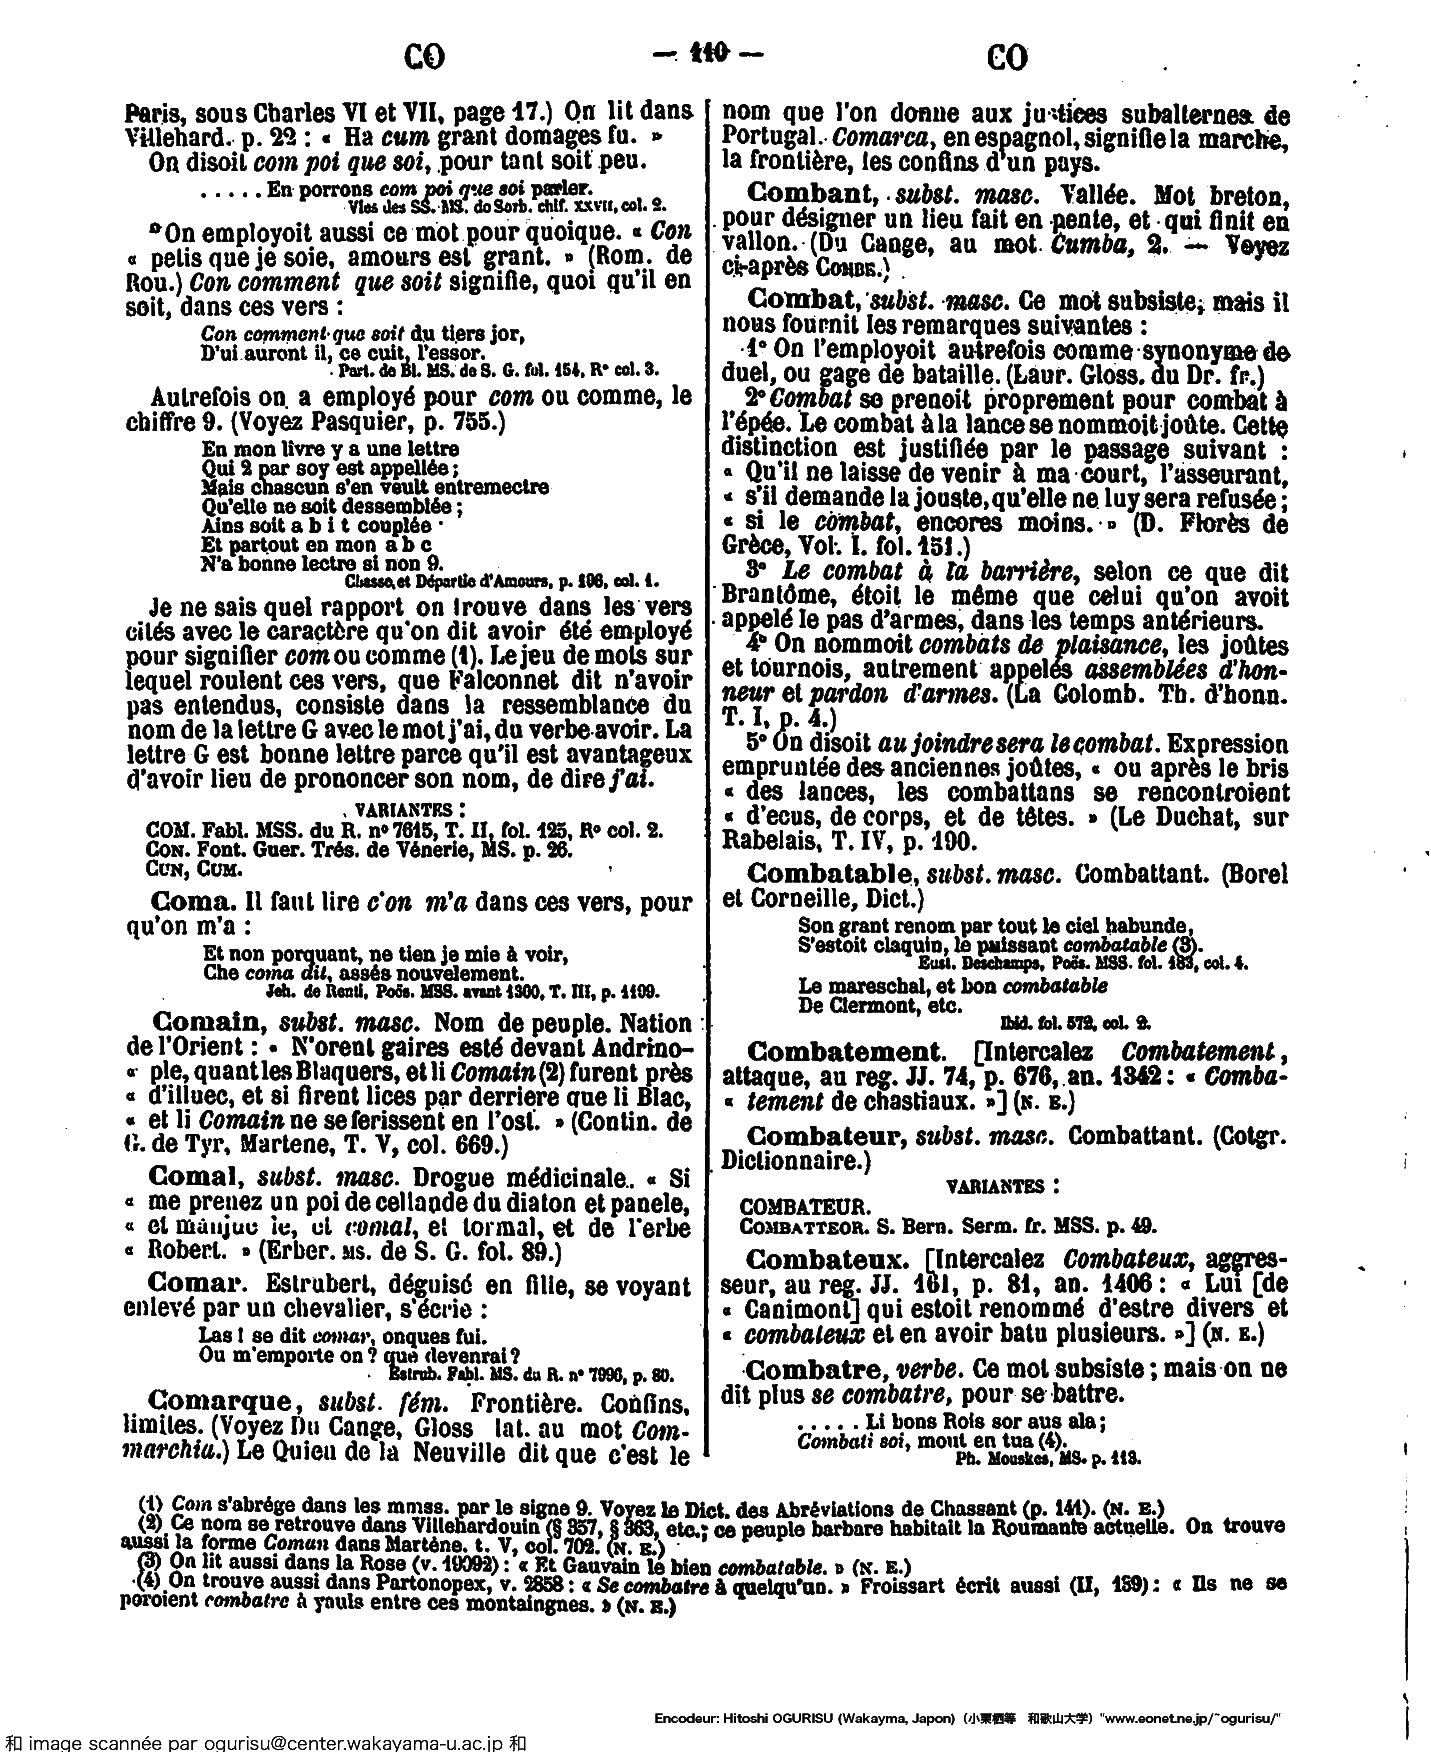 CO — 110 — CO
Paris, sous Charles VI et VII, page 17.) On lit dans
Villehard. p. 22 : « Ha cum grant domages fu. »
On disoit com poi que soi, pour tant soit peu.
. . . . . En porrons com poi que soi parler.
Vies des SS. MS. de Sorb. chif. XXVII, col. 2.
On employoit aussi ce mot pour quoique. « Con
« petis que je soie, amours est grant. » (Rom. de
Rou.) Con comment que soit signifie, quoi qu'il en
soit, dans ces vers :
Con comment que soit du tiers jor,
D'ui auront il, ce cuit, l'essor.
Part. de Bl. MS. de S. G. fol. 154, R° col. 3.
Autrefois on a employé pour com ou comme, le
chiffre 9. (Voyez Pasquier, p. 755.)
En mon livre y a une lettre
Qui 2 par soy est appellée ;
Mais chascun s'en veult entremectre
Qu'elle ne soit dessemblée ;
Ains soit a b i t couplée
Et partout en mon a b c
N'a bonne lectre si non 9.
Chasse et Départie d'Amours, p. 196, col. 1.
Je ne sais quel rapport on trouve dans les vers
cités avec le caractère qu'on dit avoir été employé
pour signifier com ou comme (1). Le jeu de mots sur
lequel roulent ces vers, que Falconnet dit n'avoir
pas entendus, consiste dans la ressemblance du
nom de la lettre G avec le mot j'ai, du verbe avoir. La
lettre G est bonne lettre parce qu'il est avantageux
d'avoir lieu de prononcer son nom, de dire j'ai.
VARIANTES :
COM. Fabl. MSS. du R. n° 7615, T. II, fol. 125, R° col. 2.
CON. Font. Guer. Trés. de Vénerie, MS. p. 26.
CUN, CUM.
Coma. Il faut lire c'on m'a dans ces vers, pour
qu'on m'a :
Et non porquant, ne tien je mie à voir,
Che coma dit, assés nouvelement.
Jeh. de Renti, Poës. MSS. avant 1300, T. III, p. 1109.
Comain, subst. masc. Nom de peuple. Nation
de l'Orient : « N'orent gaires esté devant Andrino-
« ple, quant les Blaquers, et li Comain (2) furent près
« d'illuec, et si firent lices par derriere que li Blac,
« et li Comain ne se ferissent en l'ost. » (Contin. de
G. de Tyr, Martene, T. V, col. 669.)
Comal, subst. masc. Drogue médicinale. « Si
« me prenez un poi de cellande du diaton et panele,
« et manjue le, et comal, et tormal, et de l'erbe
« Robert. » (Erber. MS. de S. G. fol. 89.)
Comar. Estrubert, déguisé en fille, se voyant
enlevé par un chevalier, s'écrie :
Las ! se dit comar, onques fui.
Ou m'emporte on ? que devenrai ?
Estrub. Fabl. MS. du R. n° 7996, p. 80.
Comarque, subst. fém. Frontière. Confins,
limites. (Voyez Du Cange, Gloss lat. au mot Com-
marchia.) Le Quieu de la Neuville dit que c'est le
nom que l'on donne aux justices subalternes de
Portugal. Comarca, en espagnol, signifie la marche,
la frontière, les confins d'un pays.
Combant, subst. masc. Vallée. Mot breton,
pour désigner un lieu fait en pente, et qui finit en
vallon. (Du Cange, au mot Cumba, 2. — Voyez
ci-après COMBE.)
Combat, subst. masc. Ce mot subsiste, mais il
nous fournit les remarques suivantes :
1° On l'employoit autrefois comme synonyme de
duel, ou gage de bataille. (Laur. Gloss. du Dr. fr.)
2° Combat se prenoit proprement pour combat à
l'épée. Le combat à la lance se nommoit joûte. Cette
distinction est justifiée par le passage suivant :
« Qu'il ne laisse de venir à ma court, l'asseurant,
« s'il demande la jouste, qu'elle ne luy sera refusée ;
« si le combat, encores moins. » (D. Florès de
Grèce, Vol. I. fol. 151.)
3° Le combat à la barrière, selon ce que dit
Brantôme, étoit le même que celui qu'on avoit
appelé le pas d'armes, dans les temps antérieurs.
4° On nommoit combats de plaisance, les joûtes
et tournois, autrement appelés assemblées d'hon-
neur et pardon d'armes. (La Colomb. Th. d'honn.
T. I, p. 4.)
5° On disoit au joindre sera le combat. Expression
empruntée des anciennes joûtes, « ou après le bris
« des lances, les combattans se rencontroient
« d'ecus, de corps, et de têtes. » (Le Duchat, sur
Rabelais, T. IV, p. 190.
Combatable, subst. masc. Combattant. (Borel
et Corneille, Dict.)
Son grant renom par tout le ciel habunde,
S'estoit claquin, le puissant combatable (3).
Eust. Deschamps, Poës. MSS. fol. 183, col. 4.
Le mareschal, et bon combatable
De Clermont, etc.
Ibid. fol. 572, col. 2.
Combatement. [Intercalez Combatement,
attaque, au reg. JJ. 74, p. 676, an. 1342 : « Comba-
« tement de chastiaux. »] (N. E.)
Combateur, subst. masc. Combattant. (Cotgr.
Dictionnaire.)
VARIANTES :
COMBATEUR.
COMBATTEOR. S. Bern. Serm. fr. MSS. p. 49.
Combateux. [Intercalez Combateux, aggres-
seur, au reg. JJ. 161, p. 81, an. 1406 : « Lui [de
« Canimont] qui estoit renommé d'estre divers et
« combateux et en avoir batu plusieurs. »] (N. E.)
Combatre, verbe. Ce mot subsiste ; mais on ne
dit plus se combatre, pour se battre.
. . . . . Li bons Rois sor aus ala ;
Combati soi, mout en tua (4).
Ph. Mouskes, MS. p. 113.
(1) Com s'abrége dans les mmss. par le signe 9. Voyez le Dict. des Abréviations de Chassant (p. 141). (N. E.)
(2) Ce nom se retrouve dans Villehardouin (§ 357, § 363, etc.; ce peuple barbare habitait la Roumanie actuelle. On trouve
aussi la forme Coman dans Martène. t. V, col. 702. (N. E.)
(3) On lit aussi dans la Rose (v. 19092) : « Et Gauvain le bien combatable. » (N. E.)
(4) On trouve aussi dans Partonopex, v. 2858 : « Se combatre à quelqu'un. » Froissart écrit aussi (II, 189) : « Ils ne se
poroient combatre à yauls entre ces montaingnes. » (N. E.)
Encodeur: Hitoshi OGURISU (Wakayma, Japon)（小栗栖等　和歌山大学）"www.eonet.ne.jp/~ogurisu/"
和 image scannée par ogurisu@center.wakayama-u.ac.jp 和